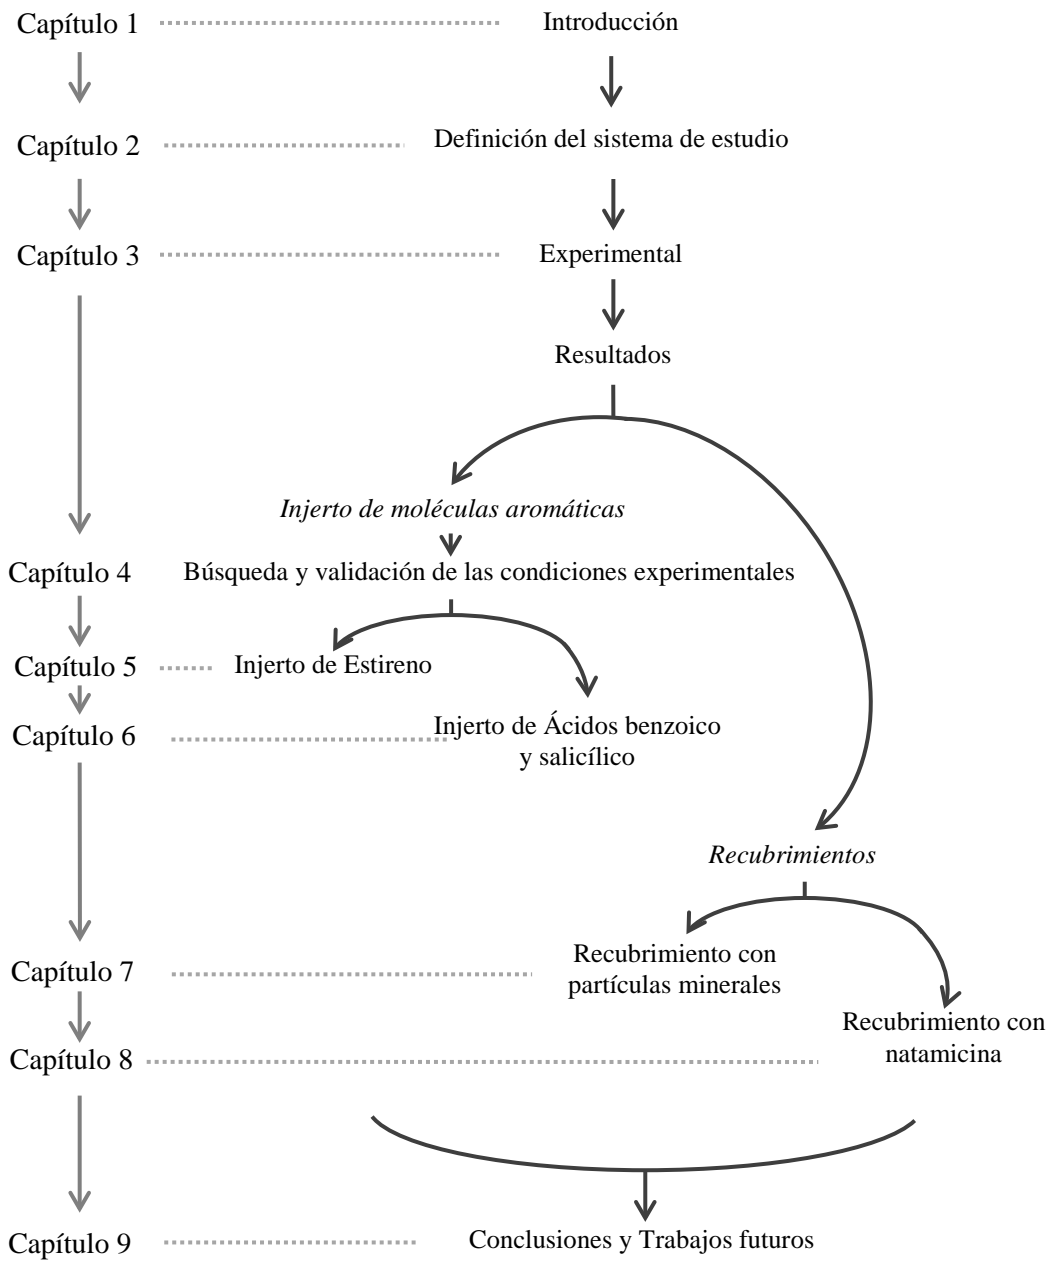 Capítulo 1
Introducción
Capítulo 2
Definición del sistema de estudio
Capítulo 3
Experimental
Resultados
Injerto de moléculas aromáticas
Capítulo 4
Búsqueda y validación de las condiciones experimentales
Capítulo 5
Injerto de Estireno
Capítulo 6
Injerto de Ácidos benzoico
y salicílico
Recubrimientos
Capítulo 7
Recubrimiento con
partículas minerales
Recubrimiento con
natamicina
Capítulo 8
Capítulo 9
Conclusiones y Trabajos futuros